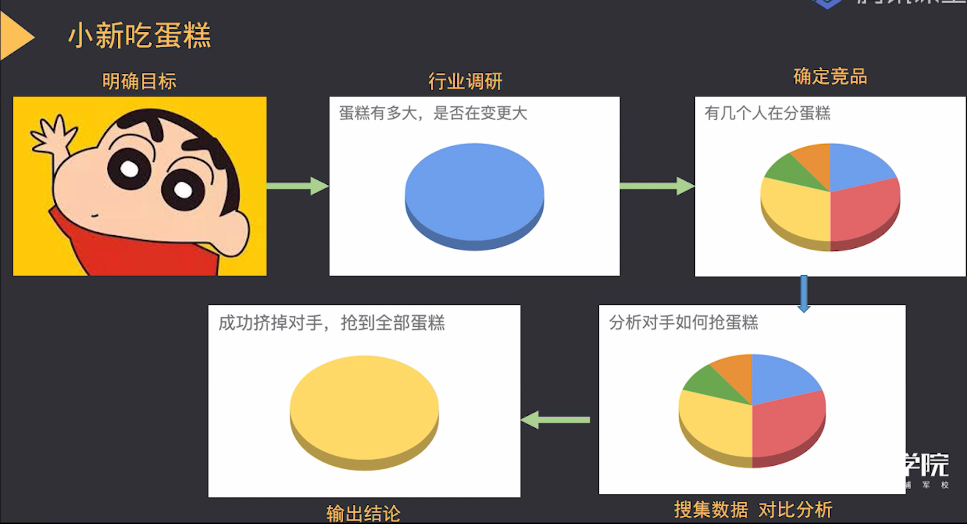 小新吃蛋糕
明确目标
行业调研
确定竞品
蛋糕有多大，是否在变更大
有几个人在分蛋糕
成功挤掉对手，抢到全部蛋糕
分析对手如何抢蛋糕
学院
军 校
输出结论
搜集数据 对比分析